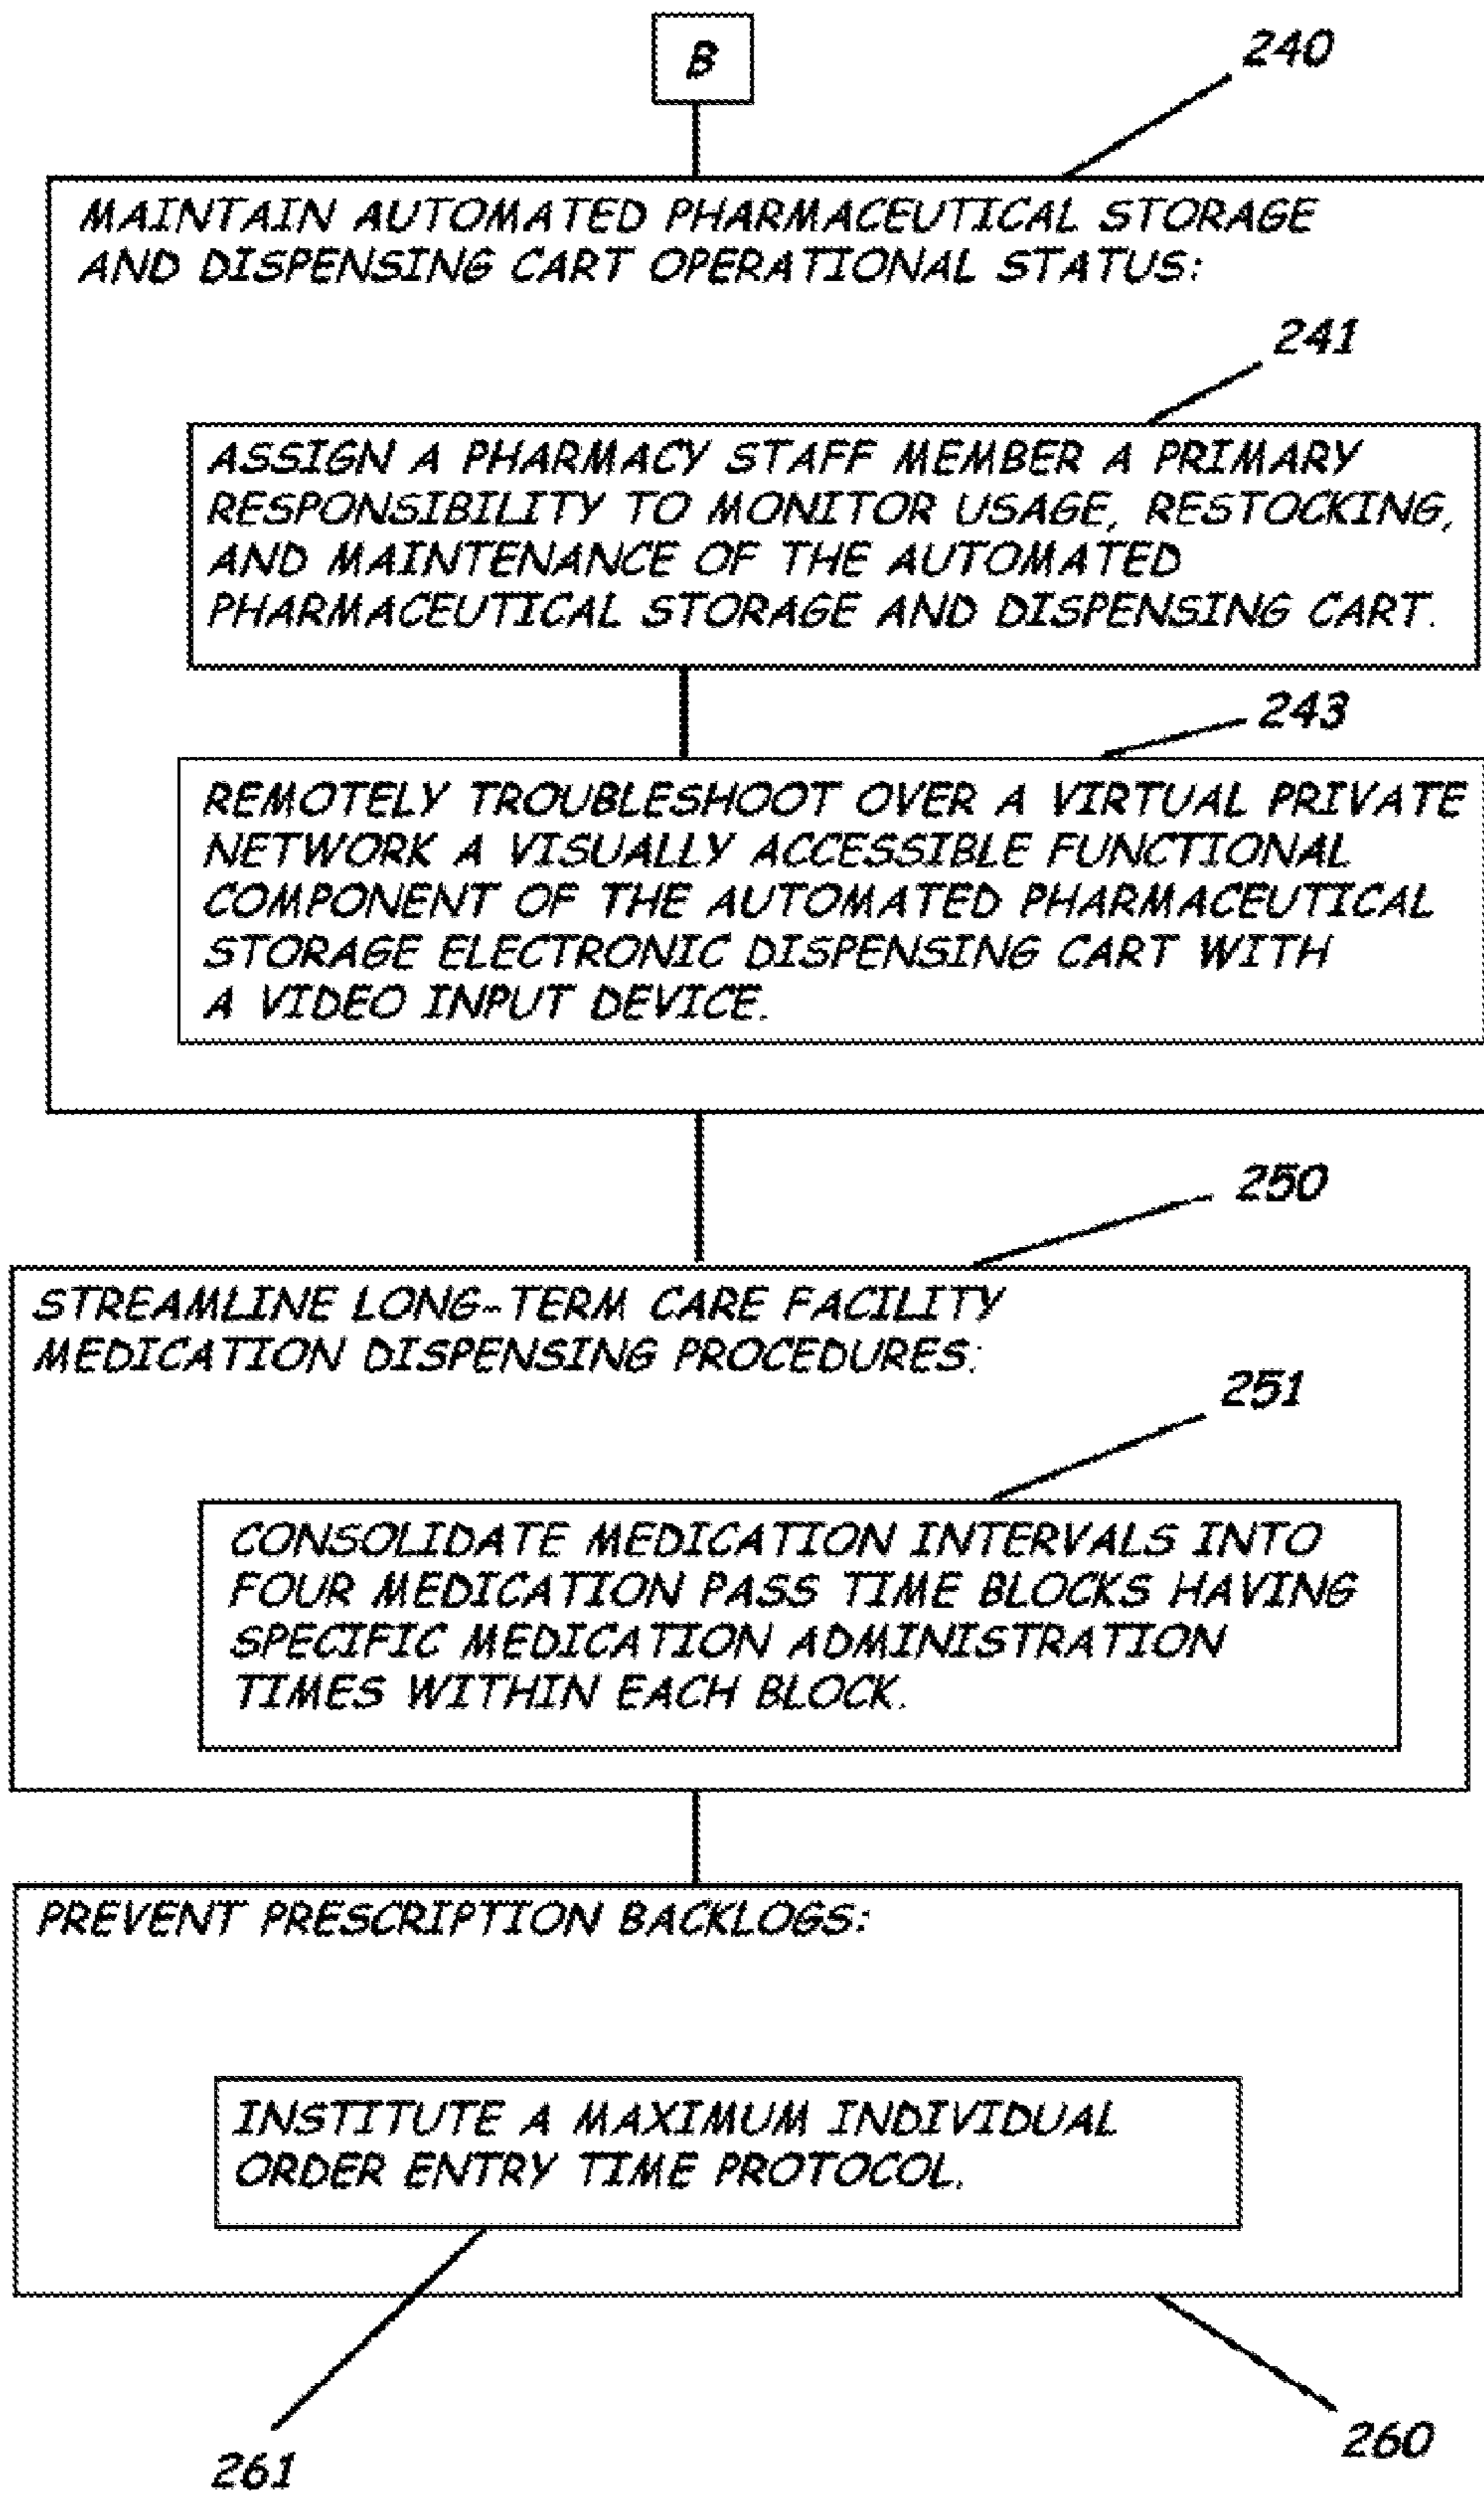 B
240
MAINTAIN AUTOMATED PHARMACEUTICAL STORAGE
AND DISPENSING CART OPERATIONAL STATUS:
241
ASSIGN A PHARMACY STAFF MEMBER A PRIMARY
RESPONSIBILITY TO MONITOR USAGE, RESTOCKING,
AND MAINTENANCE OF THE AUTOMATED
PHARMACEUTICAL STORAGE AND DISPENSING CART.
243
REMOTELY TROUBLESHOOT OVER A VIRTUAL PRIVATE
NETWORK A VISUALLY ACCESSIBLE FUNCTIONAL
COMPONENT OF THE AUTOMATED PHARMACEUTICAL
STORAGE ELECTRONIC DISPENSING CART WITH
A VIDEO INPUT DEVICE.
250
STREAMLINE LONG-TERM CARE FACILITY
MEDICATION DISPENSING PROCEDURES:
251
CONSOLIDATE MEDICATION INTERVALS INTO
FOUR MEDICATION PASS TIME BLOCKS HAVING
SPECIFIC MEDICATION ADMINISTRATION
TIMES WITHIN EACH BLOCK.
PREVENT PRESCRIPTION BACKLOGS:
INSTITUTE A MAXIMUM INDIVIDUAL
ORDER ENTRY TIME PROTOCOL.
261
260